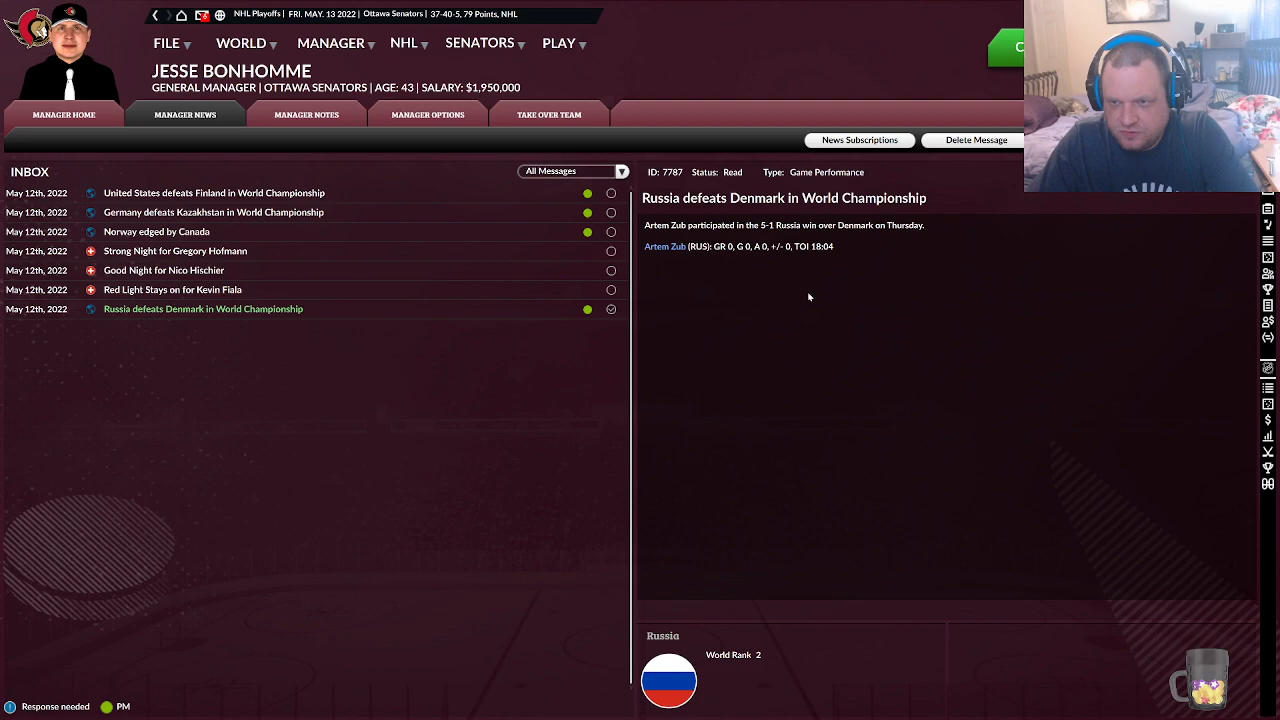 NHL Playoffs | FRI. MAY. 13 2022 | Ottawa Senators | 37-40-5, 79 Points, NHL
FILE WORLD MANAGER NHL SENATORS PLAY
JESSE BONHOMME
GENERAL MANAGER | OTTAWA SENATORS | AGE: 43 | SALARY: $1,950,000
MANAGER HOME MANAGER NEWS MANAGER NOTES MANAGER OPTIONS TAKE OVER TEAM
News Subscriptions Delete Message
INBOX All Messages
May 12th, 2022 United States defeats Finland in World Championship
May 12th, 2022 Germany defeats Kazakhstan in World Championship
May 12th, 2022 Norway edged by Canada
May 12th, 2022 Strong Night for Gregory Hofmann
May 12th, 2022 Good Night for Nico Hischier
May 12th, 2022 Red Light Stays on for Kevin Fiala
May 12th, 2022 Russia defeats Denmark in World Championship
ID: 7787 Status: Read Type: Game Performance
Russia defeats Denmark in World Championship
Artem Zub participated in the 5-1 Russia win over Denmark on Thursday.
Artem Zub (RUS): GR 0, G 0, A 0, +/- 0, TOI 18:04
Russia
World Rank 2
Response needed PM